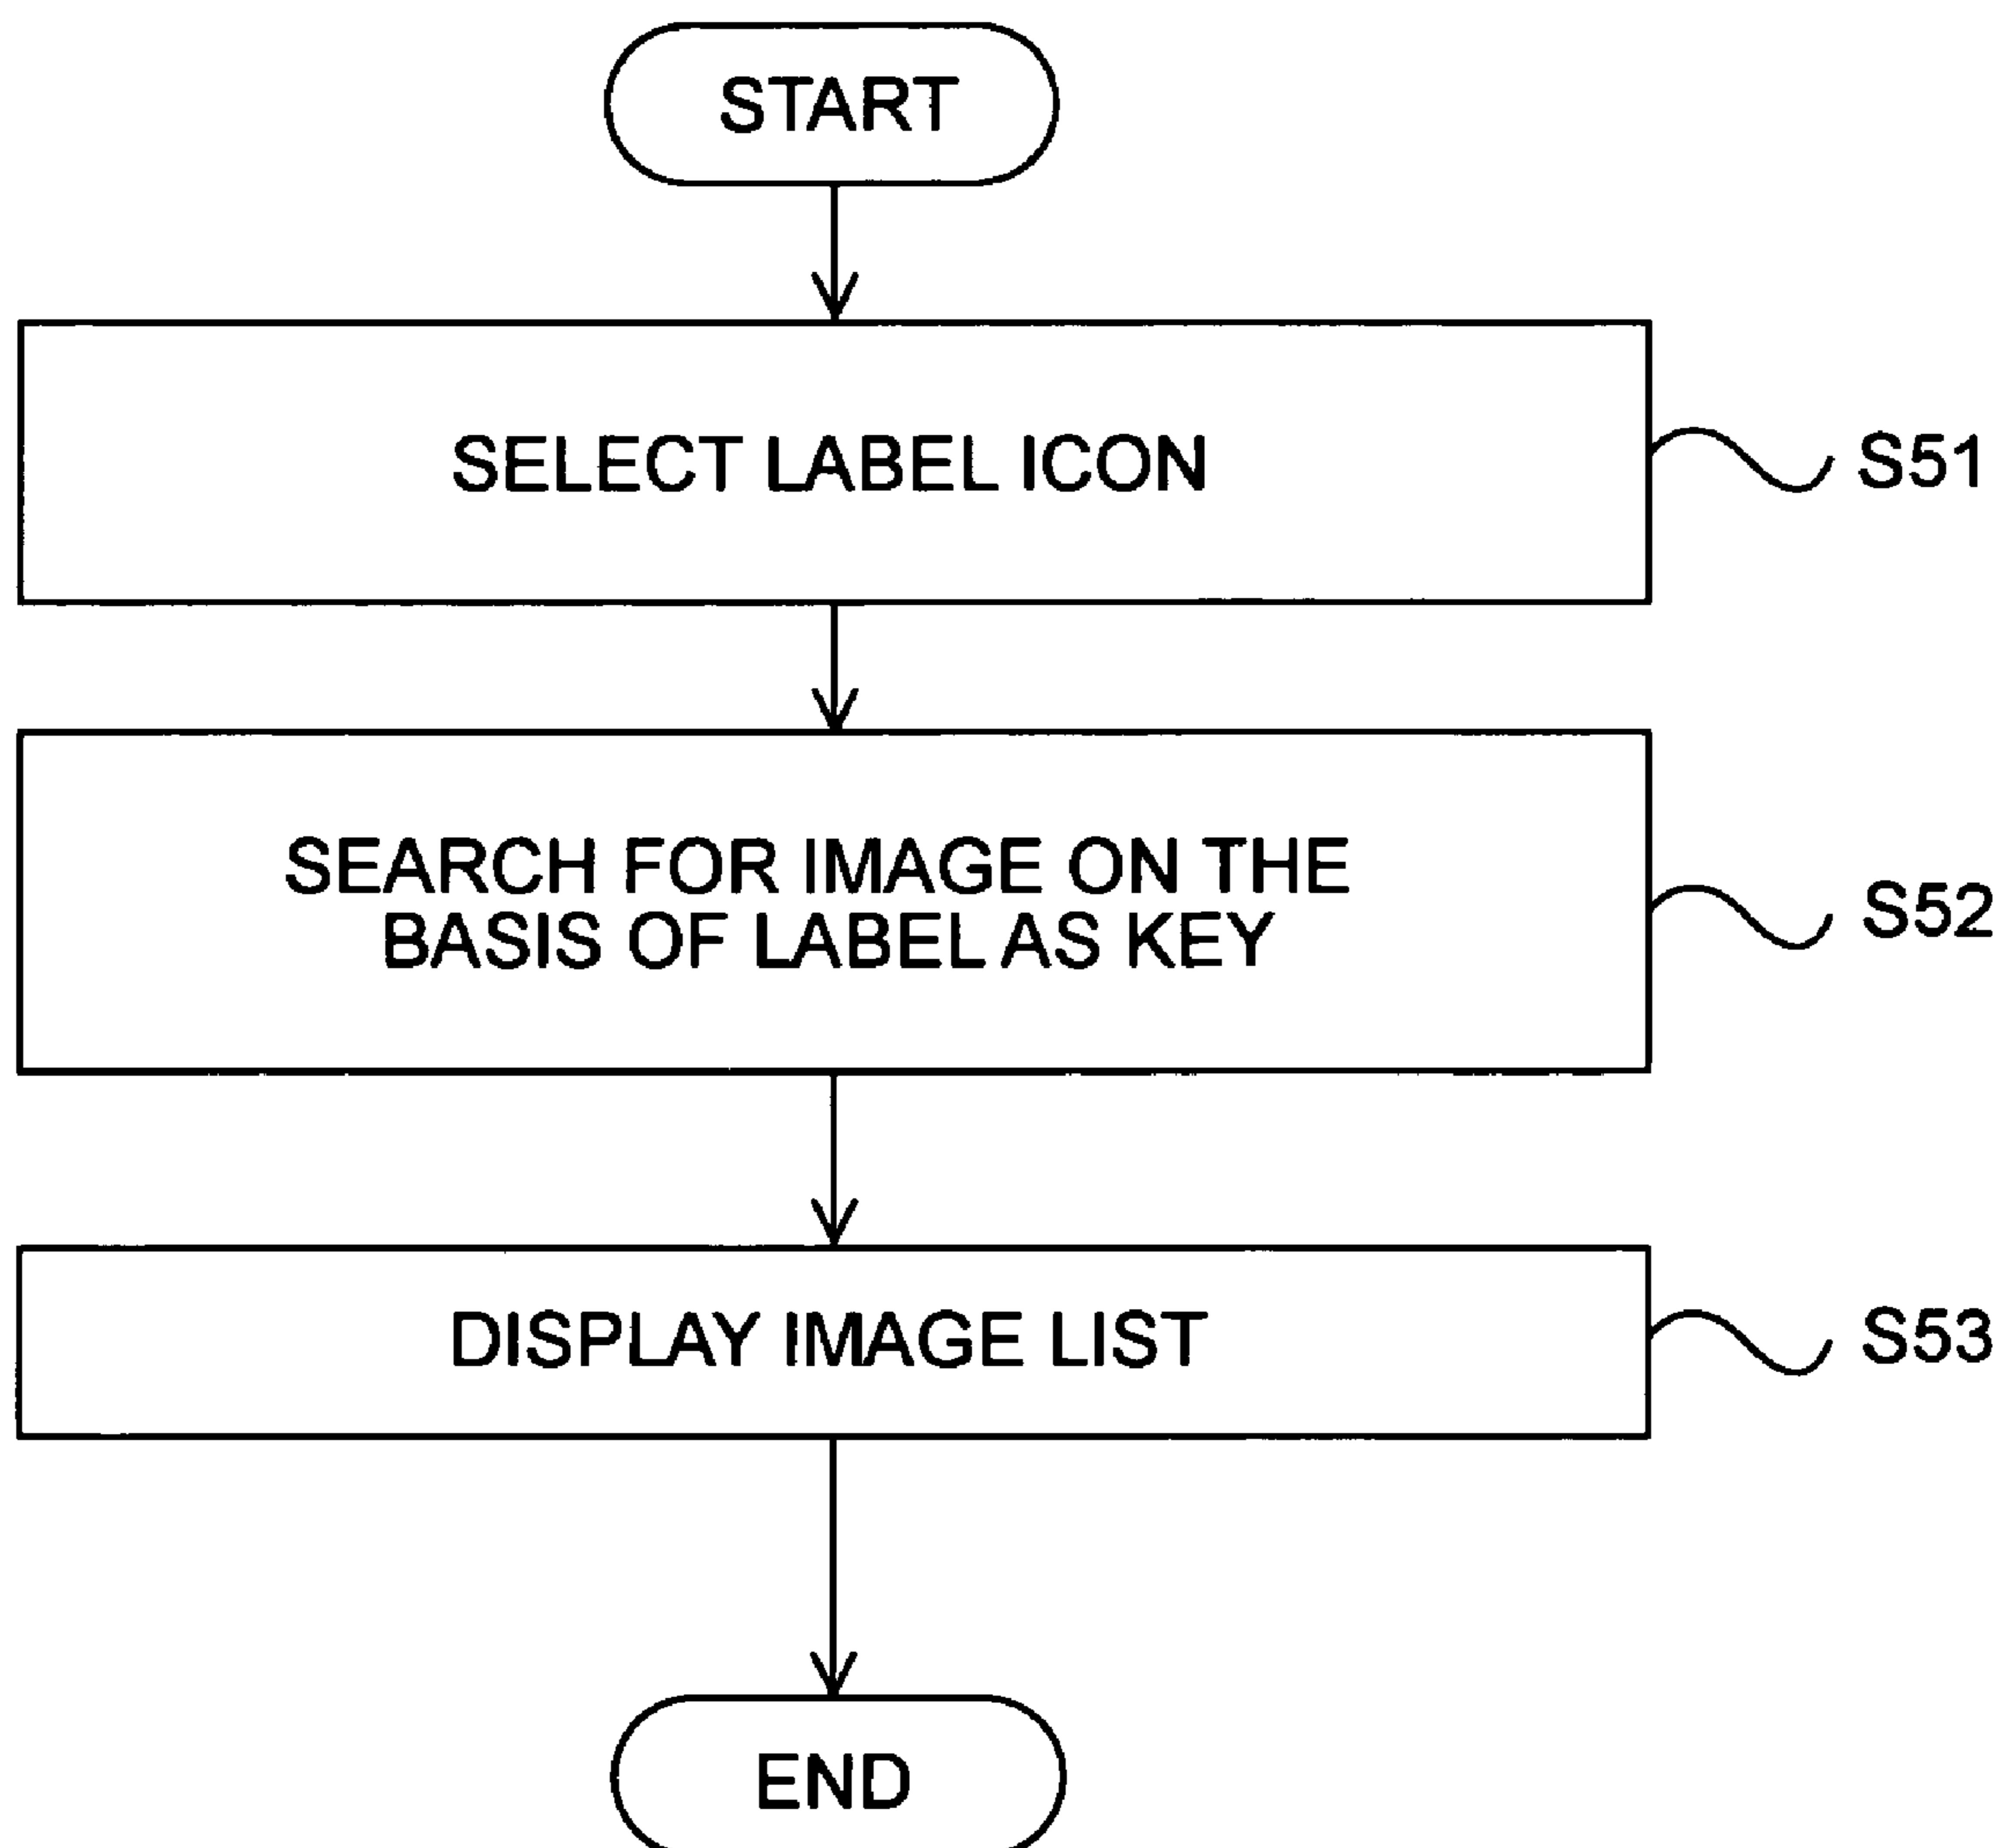 START
SELECT LABEL ICON
S51
SEARCH FOR IMAGE ON THE
BASIS OF LABEL AS KEY
S52
DISPLAY IMAGE LIST
S53
END